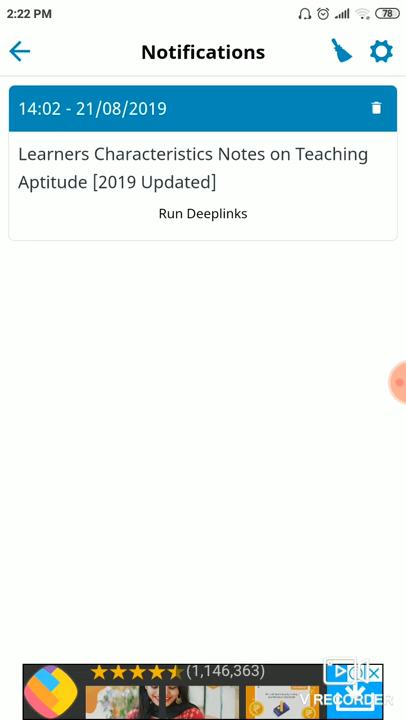 2:22 PM
78
Notifications
14:02 - 21/08/2019
Learners Characteristics Notes on Teaching
Aptitude [2019 Updated]
Run Deeplinks
(1,146,363)
V RECORDER